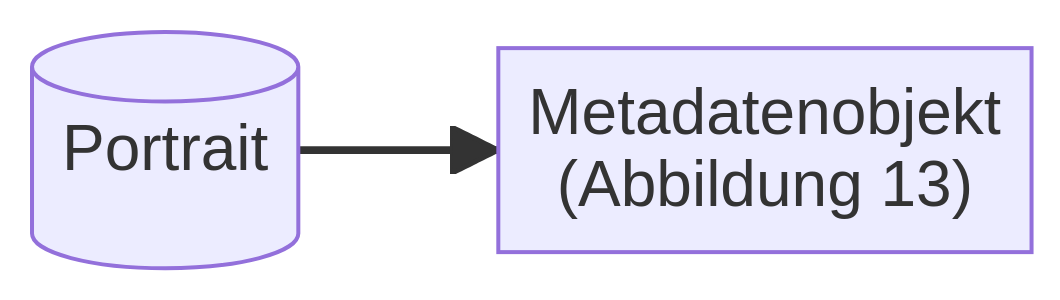 Portrait
Metadatenobjekt
(Abbildung 13)